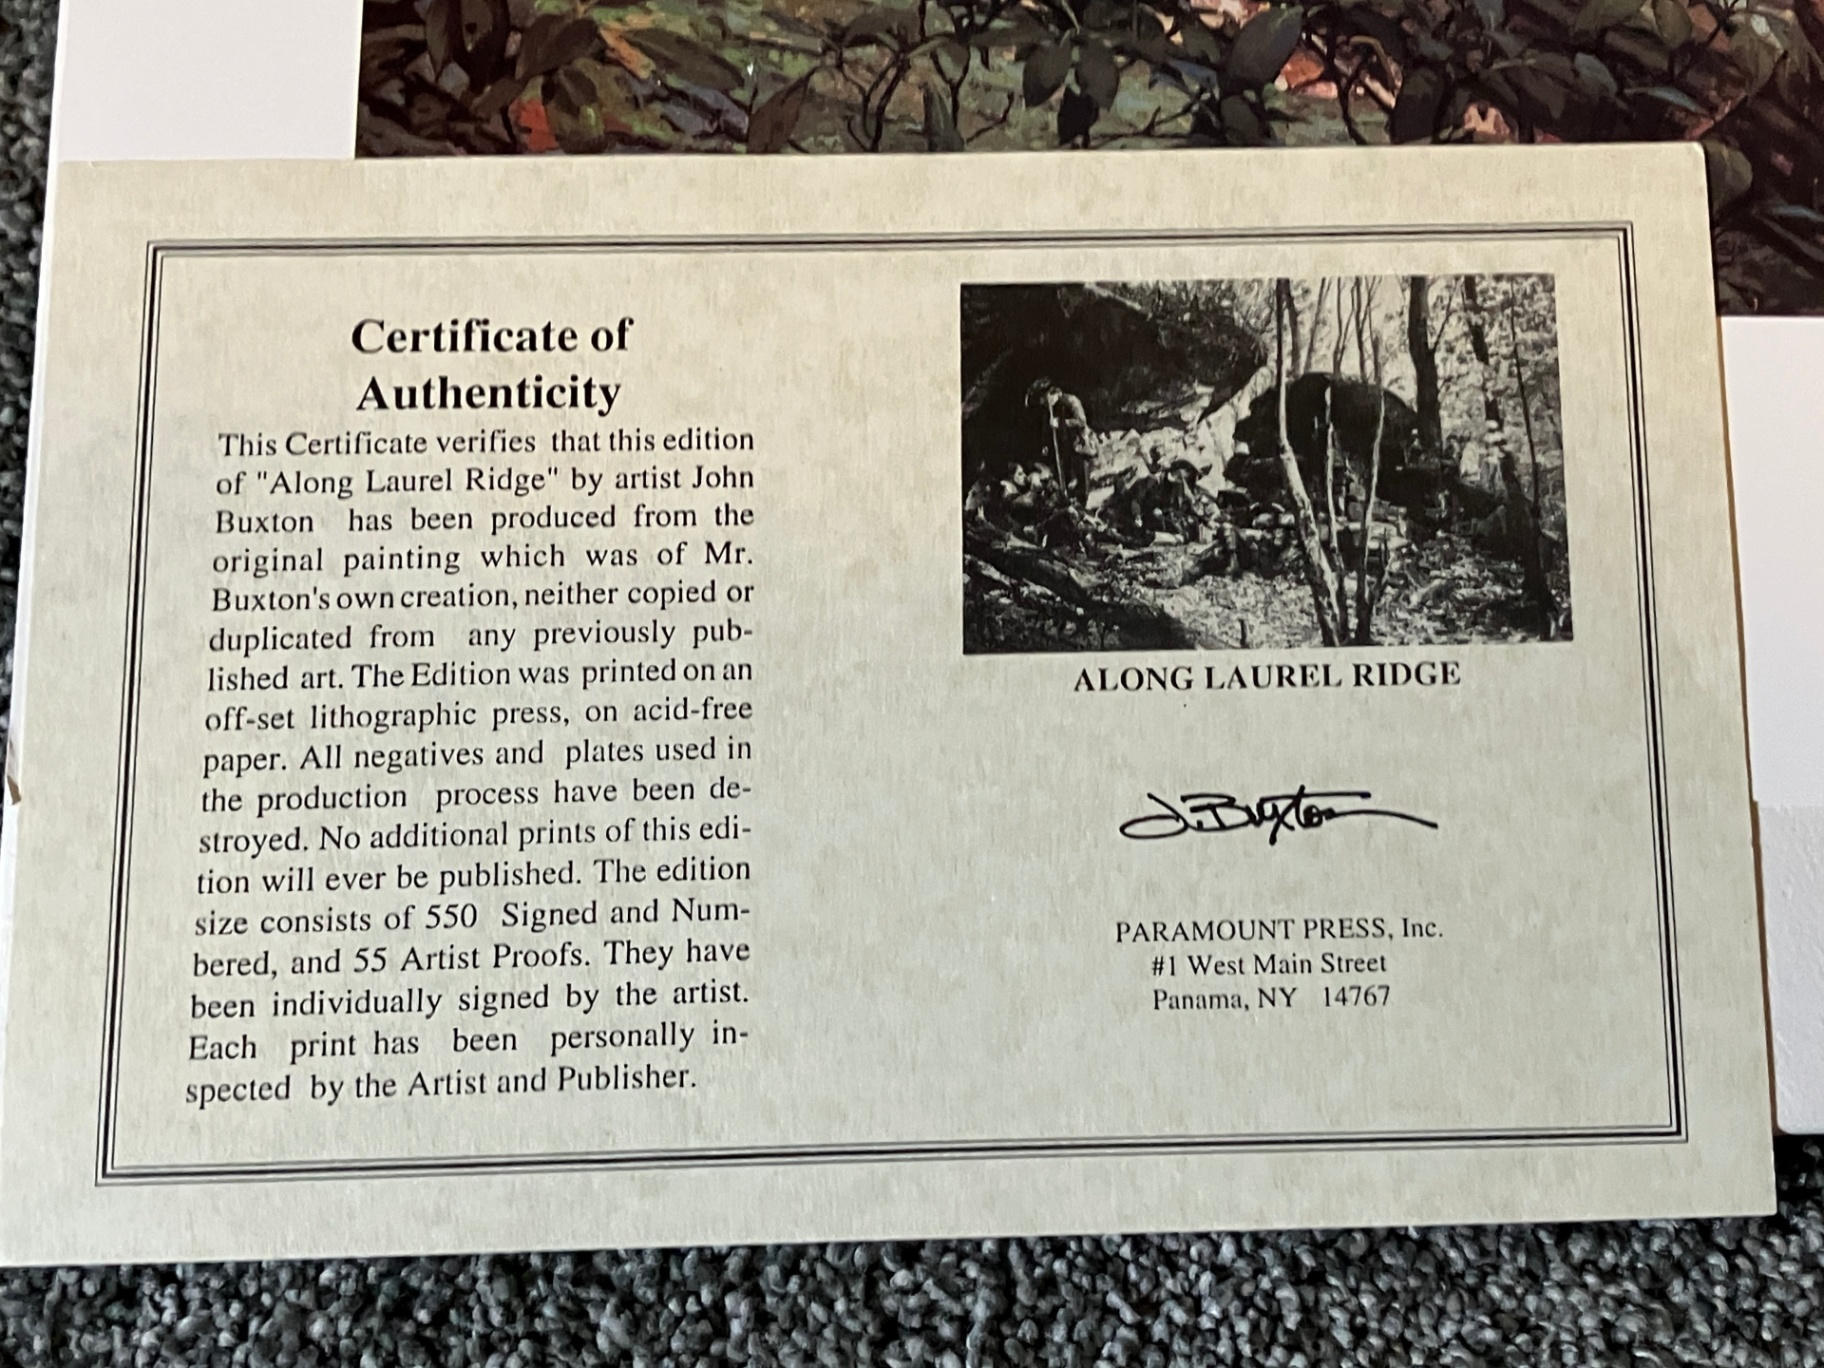 Certificate of
Authenticity
This Certificate verifies that this edition
of "Along Laurel Ridge" by artist John
Buxton has been produced from the
original painting which was of Mr.
Buxton's own creation, neither copied or
duplicated from any previously pub-
lished art. The Edition was printed on an
off-set lithographic press, on acid-free
paper. All negatives and plates used in
the production process have been de-
stroyed. No additional prints of this edi-
tion will ever be published. The edition
size consists of 550 Signed and Num-
bered, and 55 Artist Proofs. They have
been individually signed by the artist.
Each print has been personally in-
spected by the Artist and Publisher.
ALONG LAUREL RIDGE
J. Buxton
PARAMOUNT PRESS, Inc.
#1 West Main Street
Panama, NY 14767